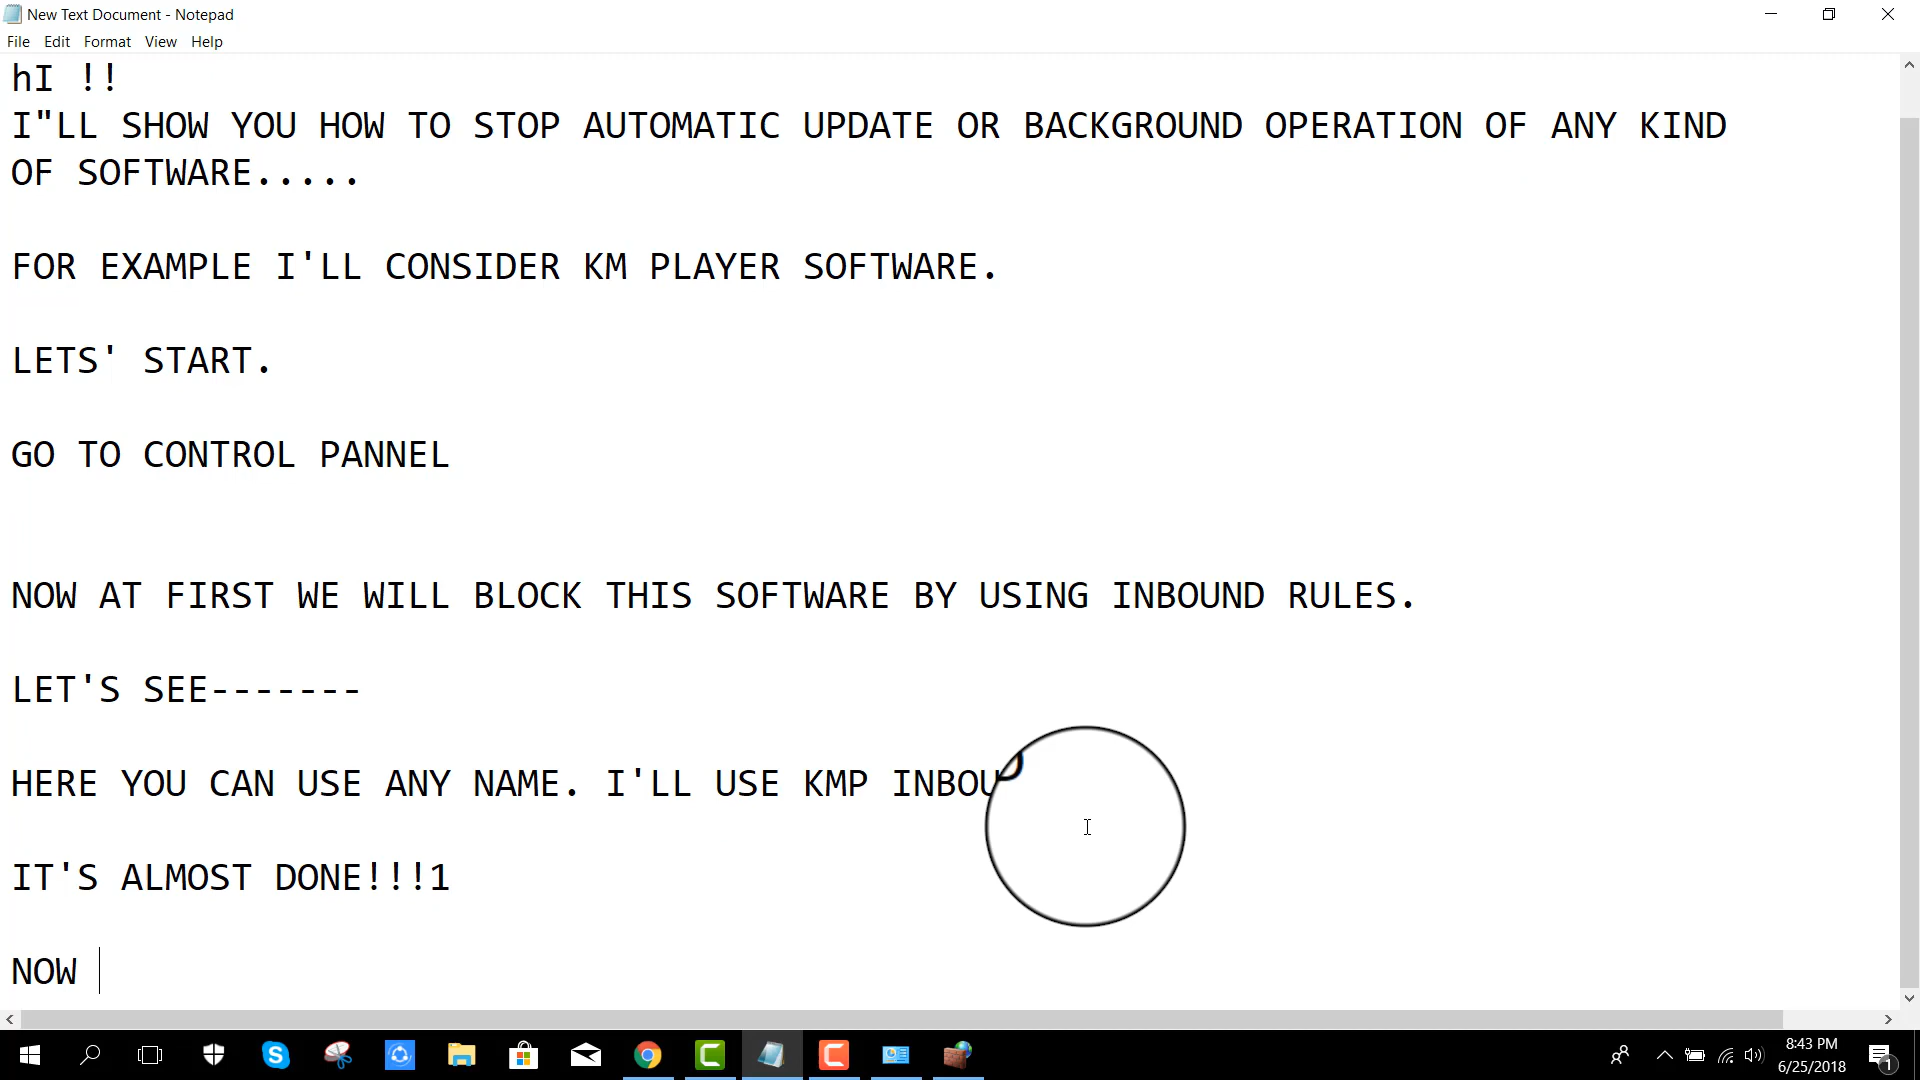 New Text Document - Notepad
File Edit Format View Help
hI !!
I"LL SHOW YOU HOW TO STOP AUTOMATIC UPDATE OR BACKGROUND OPERATION OF ANY KIND
OF SOFTWARE.....
FOR EXAMPLE I'LL CONSIDER KM PLAYER SOFTWARE.
LETS' START.
GO TO CONTROL PANNEL
NOW AT FIRST WE WILL BLOCK THIS SOFTWARE BY USING INBOUND RULES.
LET'S SEE-------
HERE YOU CAN USE ANY NAME. I'LL USE KMP INBOU
IT'S ALMOST DONE!!!1
NOW
8:43 PM
6/25/2018
1